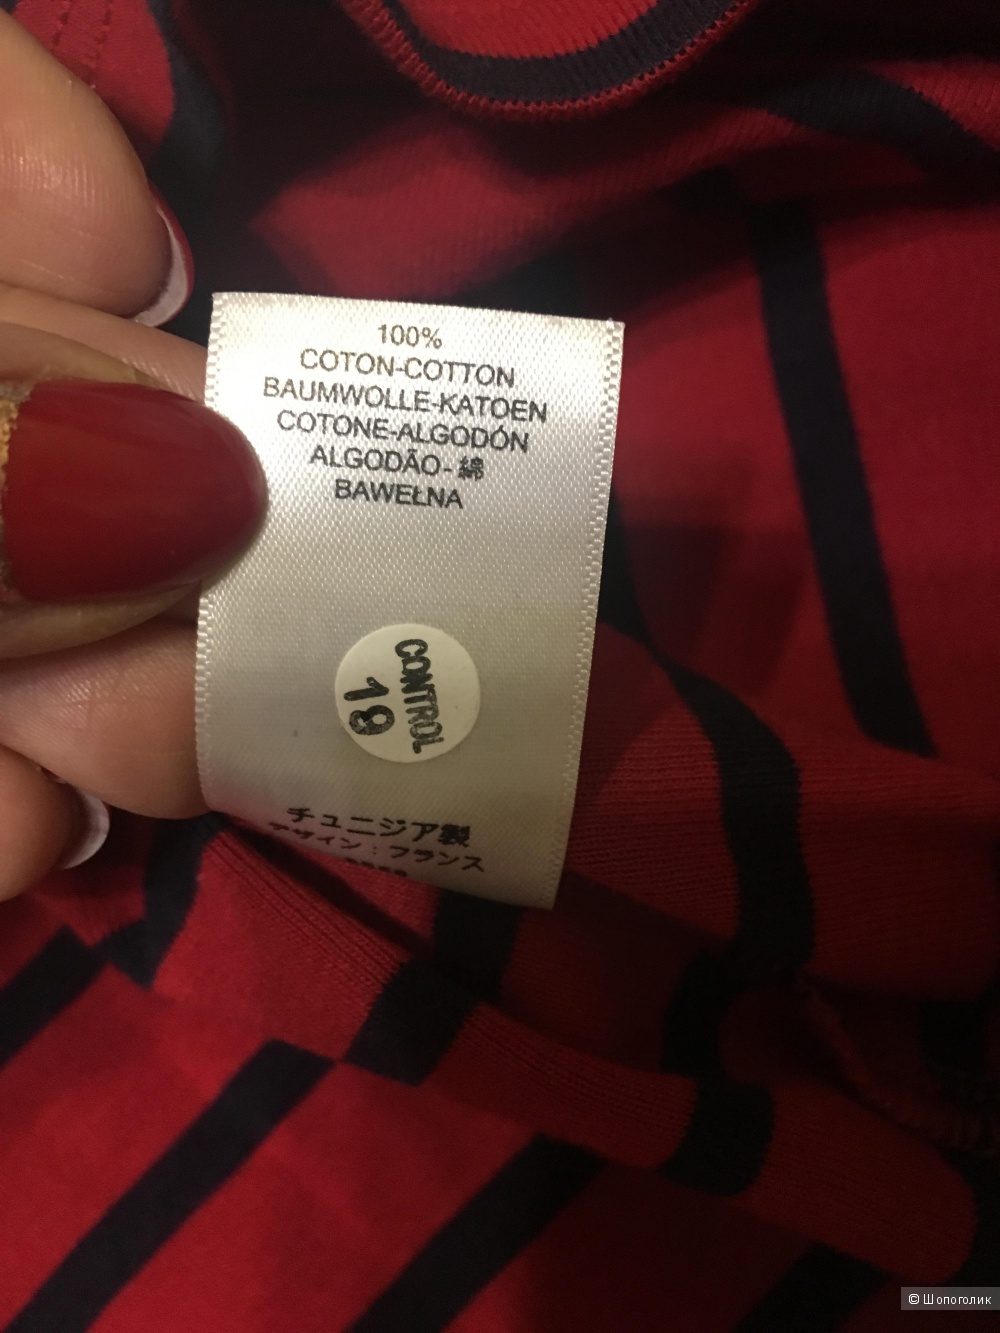 100%
COTON-COTTON
BAUMWOLLE-KATOEN
COTONE-ALGODÓN
ALGODÃO-綿
BAWEŁNA
CONTROL
19
チュニジア製
デザイン:フランス
© Шопоголик